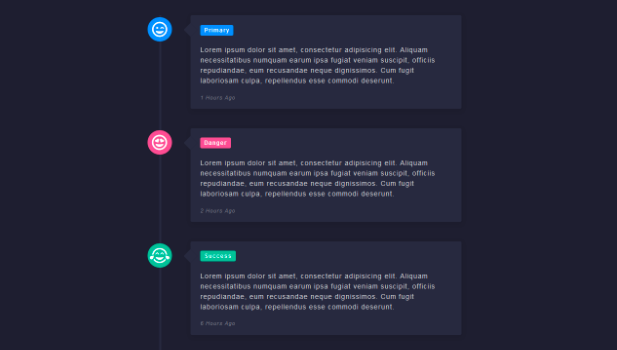 Primary
Lorem ipsum dolor sit amet, consectetur adipisicing elit. Aliquam
necessitatibus numquam earum ipsa fugiat veniam suscipit, officiis
repudiandae, eum recusandae neque dignissimos. Cum fugit
laboriosam culpa, repellendus esse commodi deserunt.
1 Hours Ago
Danger
Lorem ipsum dolor sit amet, consectetur adipisicing elit. Aliquam
necessitatibus numquam earum ipsa fugiat veniam suscipit, officiis
repudiandae, eum recusandae neque dignissimos. Cum fugit
laboriosam culpa, repellendus esse commodi deserunt.
2 Hours Ago
Success
Lorem ipsum dolor sit amet, consectetur adipisicing elit. Aliquam
necessitatibus numquam earum ipsa fugiat veniam suscipit, officiis
repudiandae, eum recusandae neque dignissimos. Cum fugit
laboriosam culpa, repellendus esse commodi deserunt.
Hours Ago